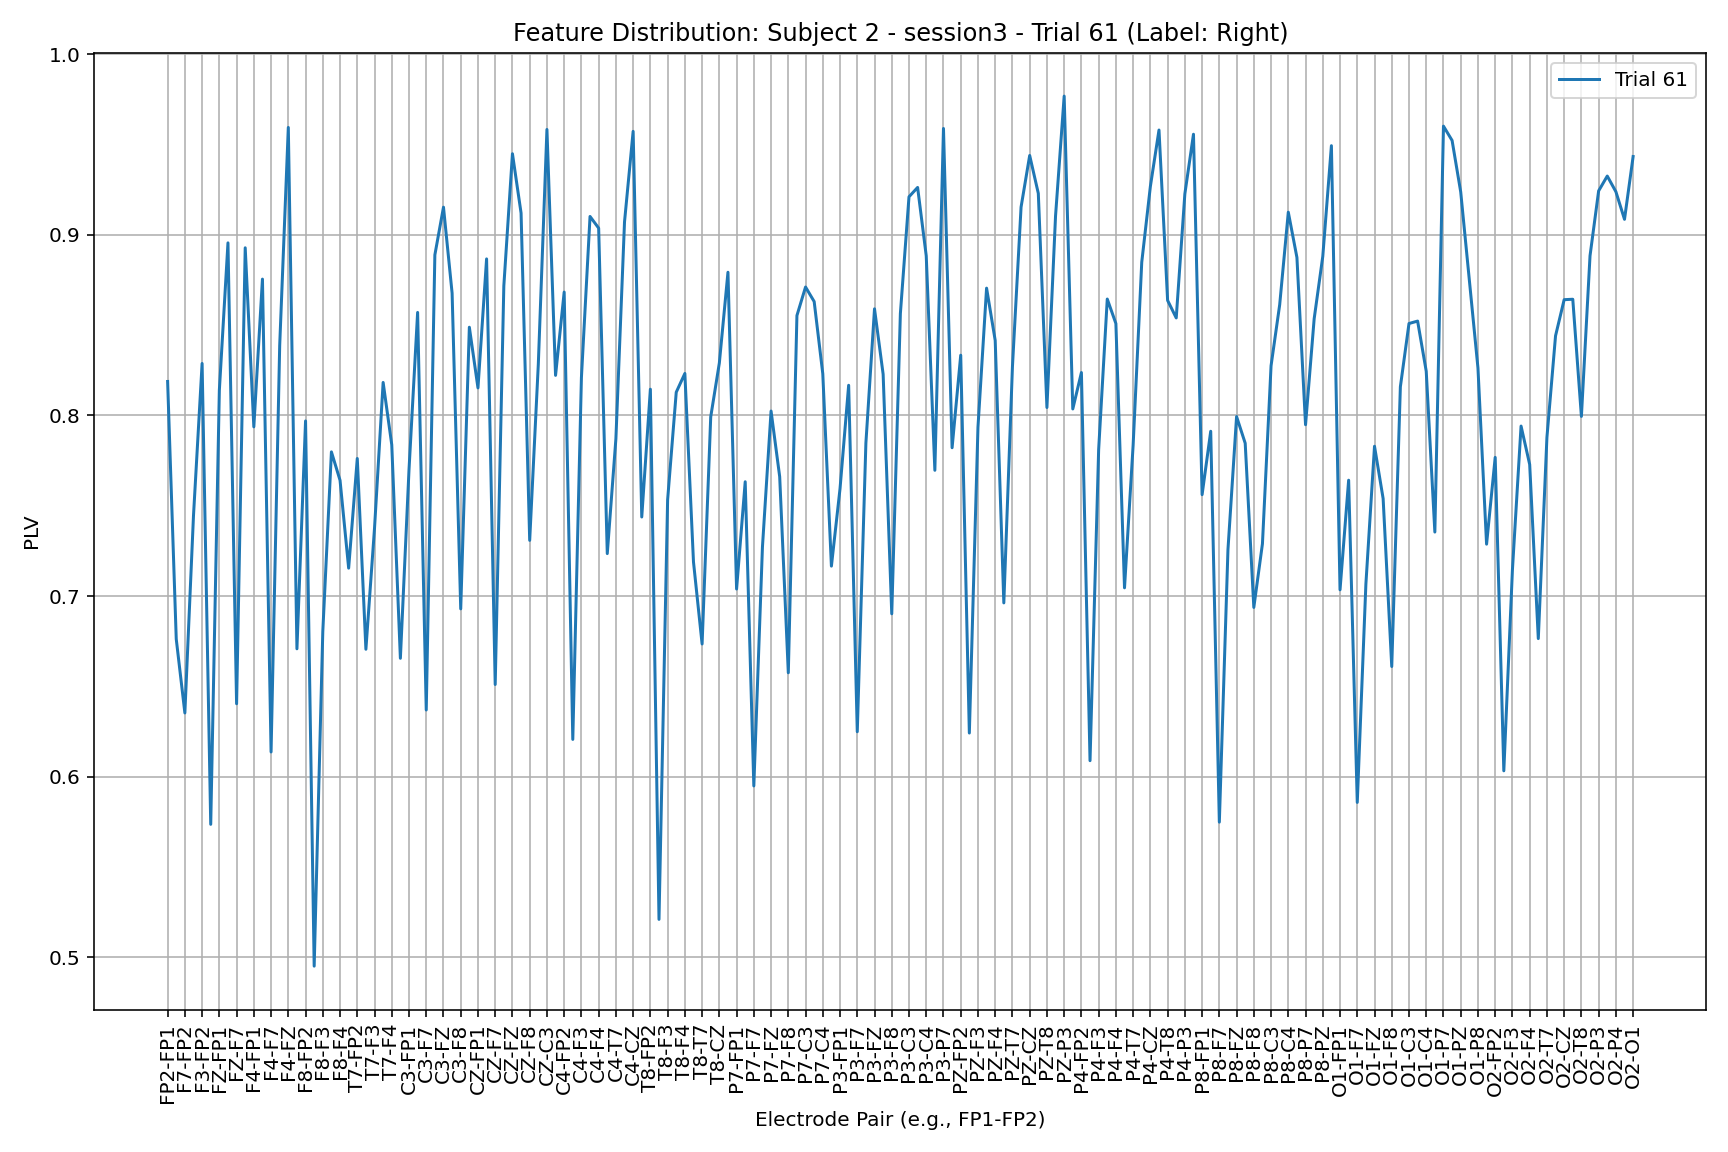 Feature Distribution: Subject 2 - session3 - Trial 61 (Label: Right)
Trial 61
1.0
0.9
0.8
0.7
0.6
0.5
PLV
FP2-FP1
F7-FP2
F3-FP2
FZ-FP1
FZ-F7
F4-FP1
F4-F7
F4-FZ
F8-FP2
F8-F3
F8-F4
T7-FP2
T7-F3
T7-F4
C3-FP1
C3-F7
C3-FZ
C3-F8
CZ-FP1
CZ-F7
CZ-FZ
CZ-F8
CZ-C3
C4-FP2
C4-F3
C4-F4
C4-T7
C4-CZ
T8-FP2
T8-F3
T8-F4
T8-T7
T8-CZ
P7-FP1
P7-F7
P7-FZ
P7-F8
P7-C3
P7-C4
P3-FP1
P3-F7
P3-FZ
P3-F8
P3-C3
P3-C4
P3-P7
PZ-FP2
PZ-F3
PZ-F4
PZ-T7
PZ-CZ
PZ-T8
PZ-P3
P4-FP2
P4-F3
P4-F4
P4-T7
P4-CZ
P4-T8
P4-P3
P8-FP1
P8-F7
P8-FZ
P8-F8
P8-C3
P8-C4
P8-P7
P8-PZ
O1-FP1
O1-F7
O1-FZ
O1-F8
O1-C3
O1-C4
O1-P7
O1-PZ
O1-P8
O2-FP2
O2-F3
O2-F4
O2-T7
O2-CZ
O2-T8
O2-P3
O2-P4
O2-O1
Electrode Pair (e.g., FP1-FP2)